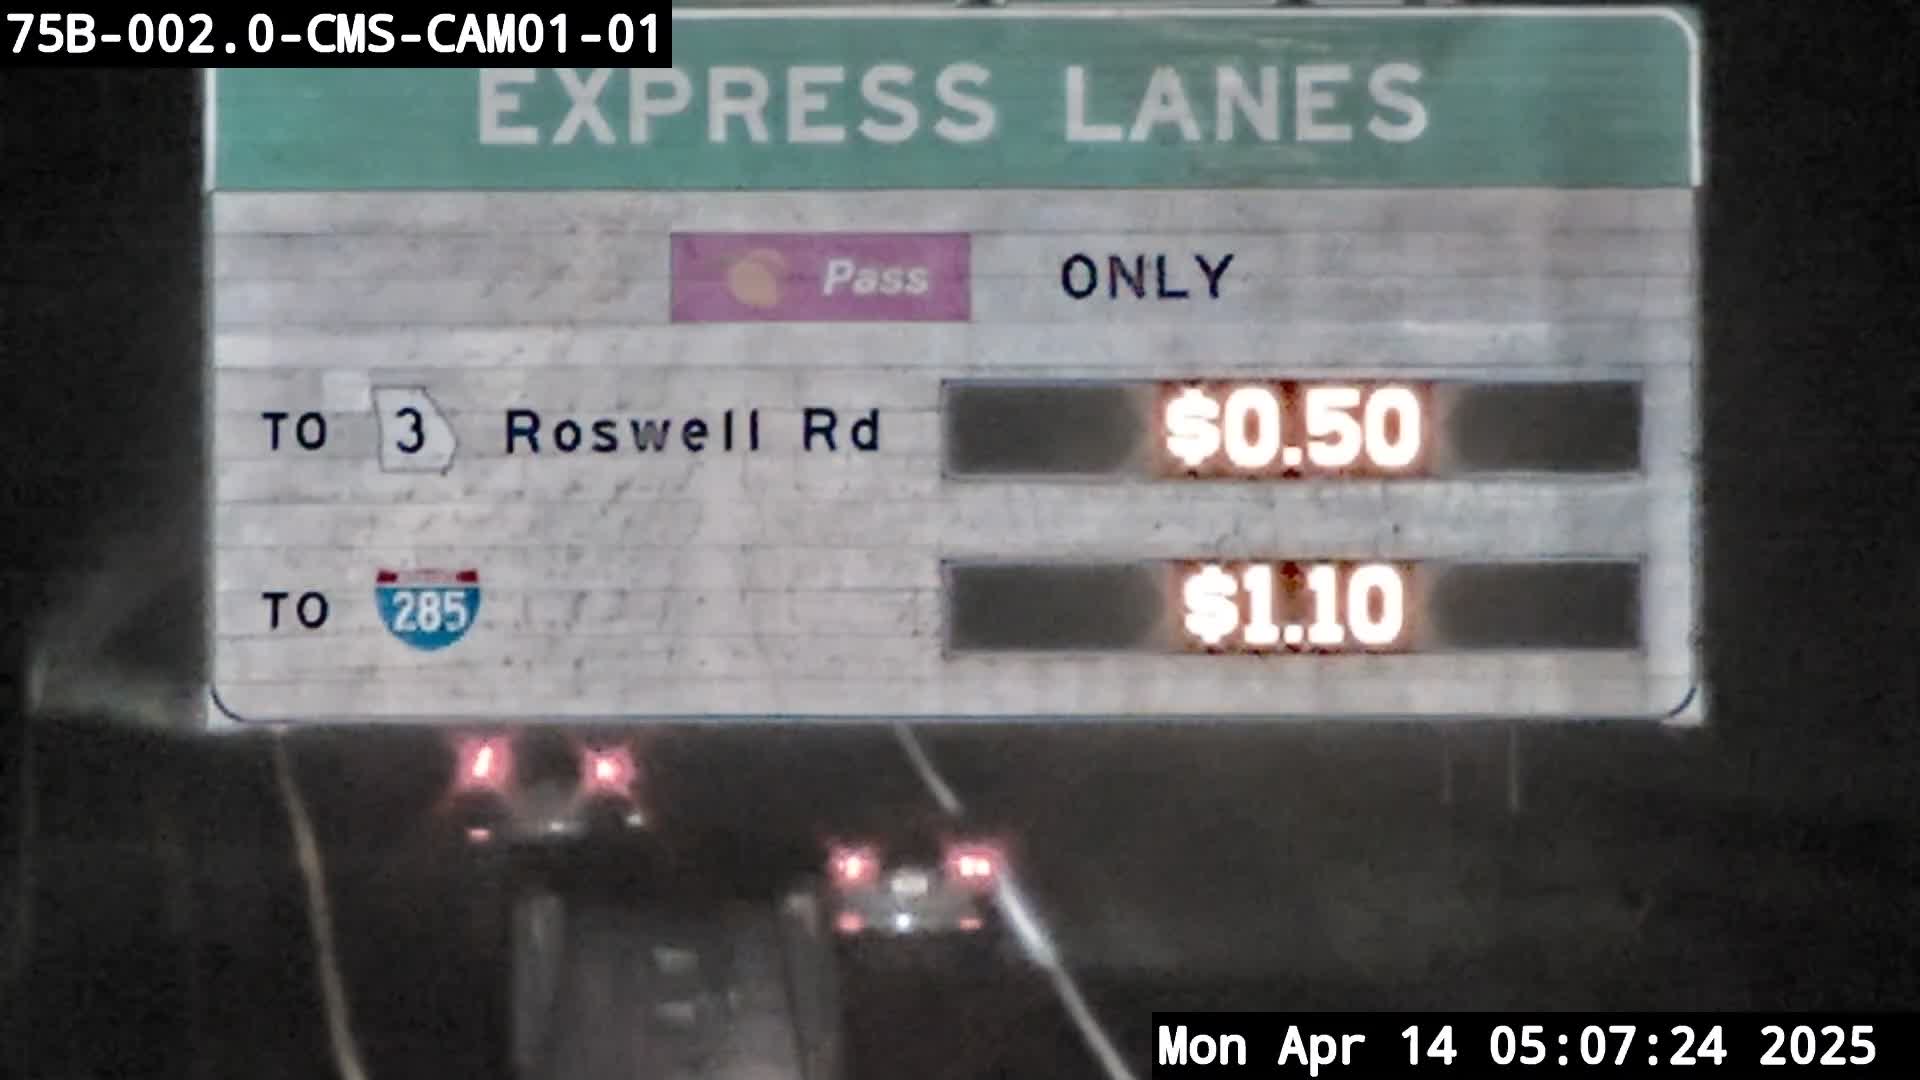 75B-002.0-CMS-CAM01-01
EXPRESS LANES
Pass ONLY
TO 3 Roswell Rd $0.50
TO 285 $1.10
Mon Apr 14 05:07:24 2025